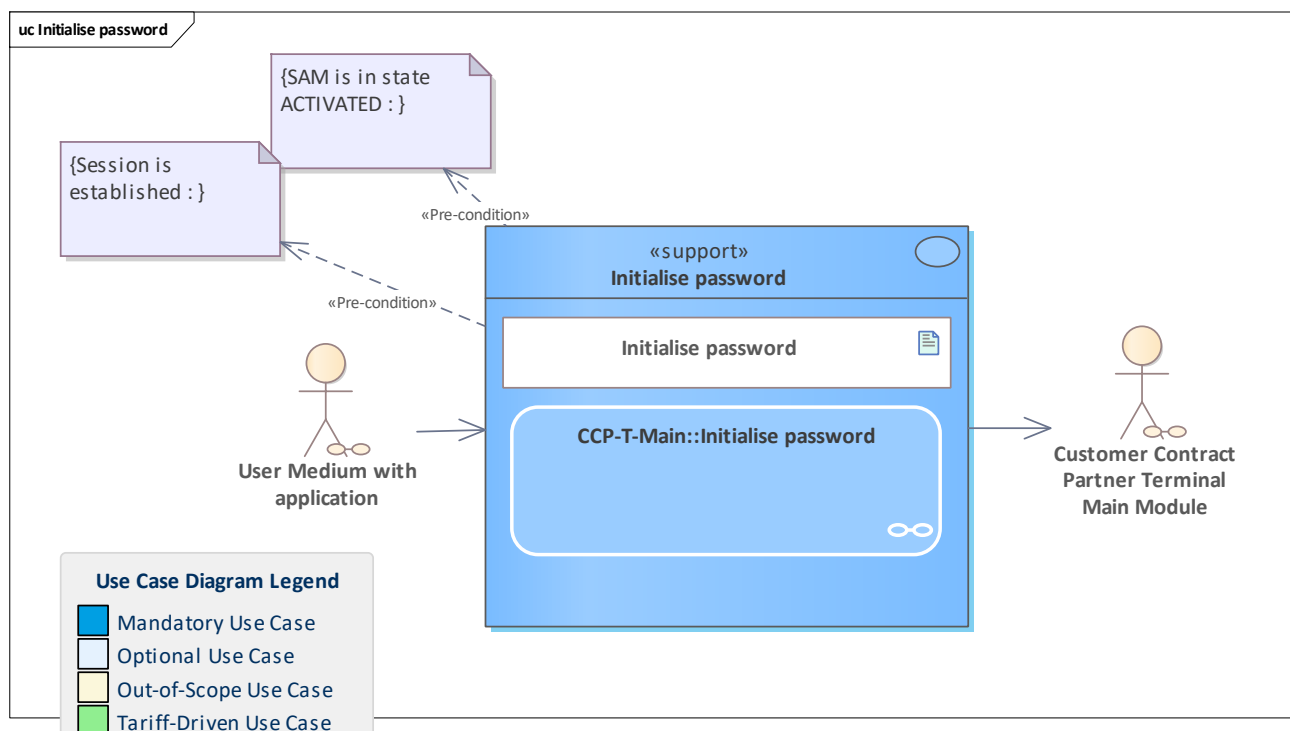 uc Initialise password
{SAM is in state
ACTIVATED : }
{Session is
established : }
«Pre-condition»
«Pre-condition»
«support»
Initialise password
Initialise password
CCP-T-Main::Initialise password
User Medium with
application
Customer Contract
Partner Terminal
Main Module
Use Case Diagram Legend
Mandatory Use Case
Optional Use Case
Out-of-Scope Use Case
Tariff-Driven Use Case